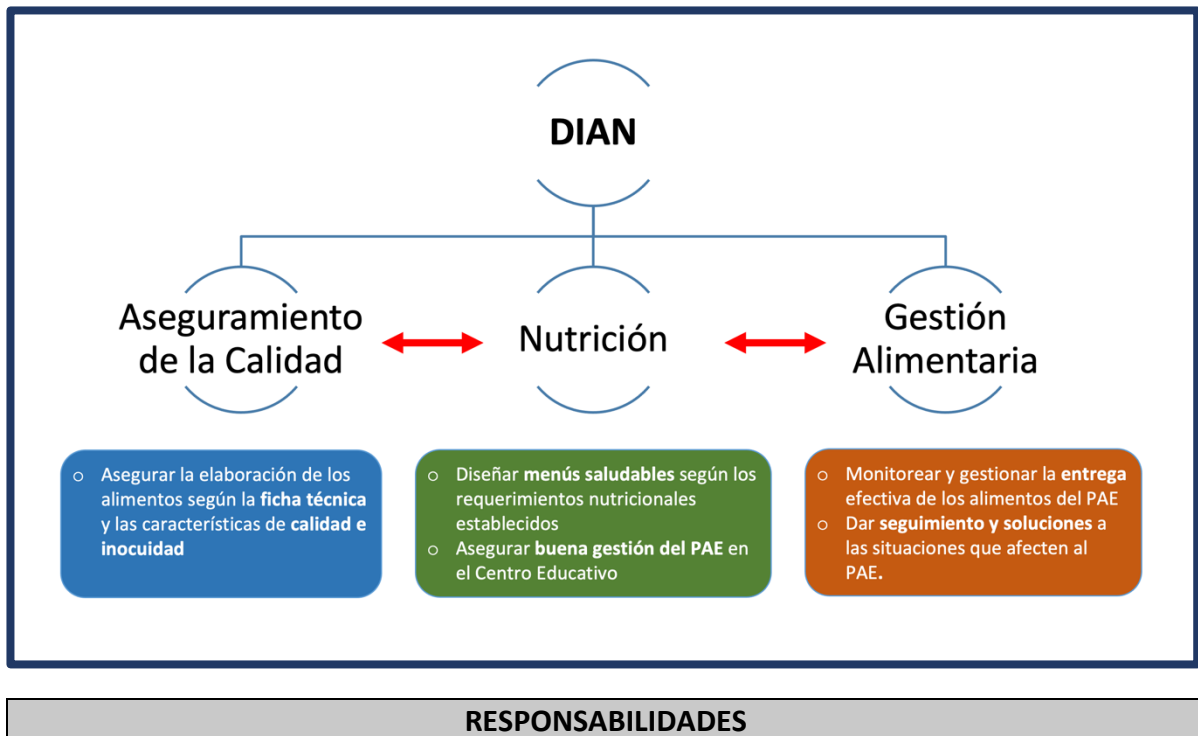 DIAN
Aseguramiento
de la Calidad
Nutrición
Gestión
Alimentaria
o Asegurar la elaboración de los
alimentos según la ficha técnica
y las características de calidad e
inocuidad
o Diseñar menús saludables según los
requerimientos nutricionales
establecidos
o Asegurar buena gestión del PAE en
el Centro Educativo
o Monitorear y gestionar la entrega
efectiva de los alimentos del PAE
o Dar seguimiento y soluciones a
las situaciones que afecten al
PAE.
RESPONSABILIDADES